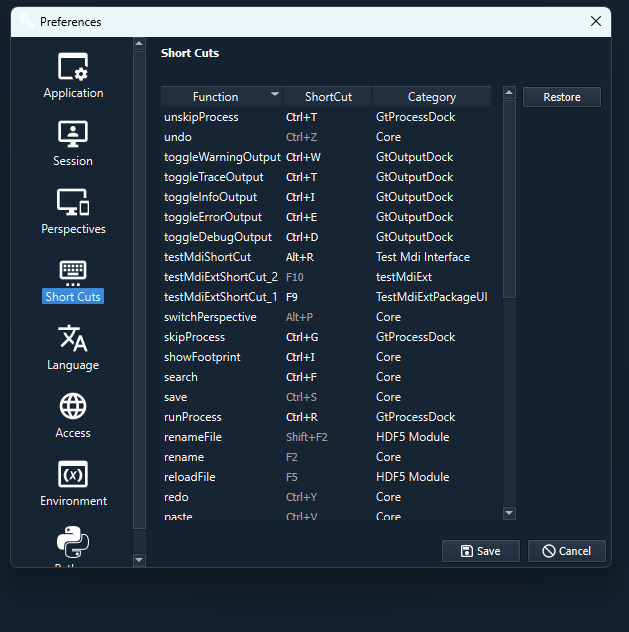 Preferences
Application
Session
Perspectives
Short Cuts
Language
Access
Environment
Short Cuts
Function ShortCut Category
unskipProcess Ctrl+T GtProcessDock
undo Ctrl+Z Core
toggleWarningOutput Ctrl+W GtOutputDock
toggleTraceOutput Ctrl+T GtOutputDock
toggleInfoOutput Ctrl+I GtOutputDock
toggleErrorOutput Ctrl+E GtOutputDock
toggleDebugOutput Ctrl+D GtOutputDock
testMdiShortCut Alt+R Test Mdi Interface
testMdiExtShortCut_2 F10 testMdiExt
testMdiExtShortCut_1 F9 TestMdiExtPackageUI
switchPerspective Alt+P Core
skipProcess Ctrl+G GtProcessDock
showFootprint Ctrl+I Core
search Ctrl+F Core
save Ctrl+S Core
runProcess Ctrl+R GtProcessDock
renameFile Shift+F2 HDF5 Module
rename F2 Core
reloadFile F5 HDF5 Module
redo Ctrl+Y Core
paste Ctrl+V Core
Restore
Save Cancel